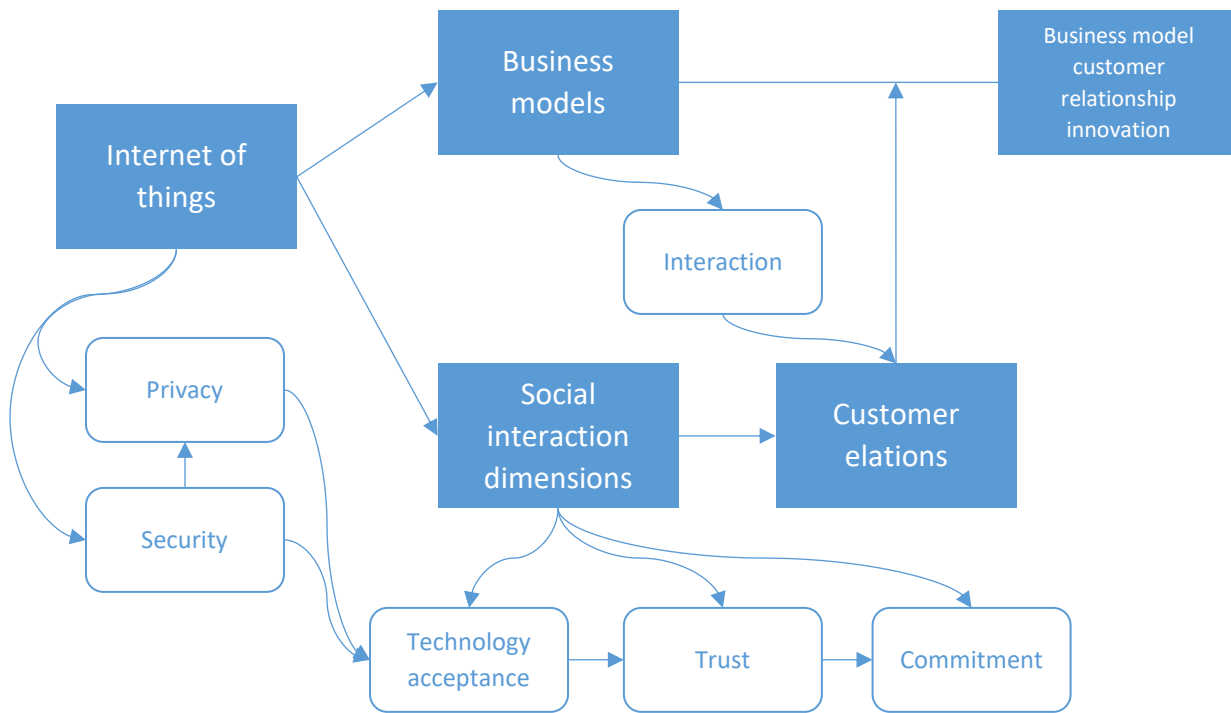 Business
models
Business model
customer
relationship
innovation
Internet of
things
Interaction
Privacy
Social
interaction
dimensions
Customer
elations
Security
Technology
acceptance
Trust
Commitment